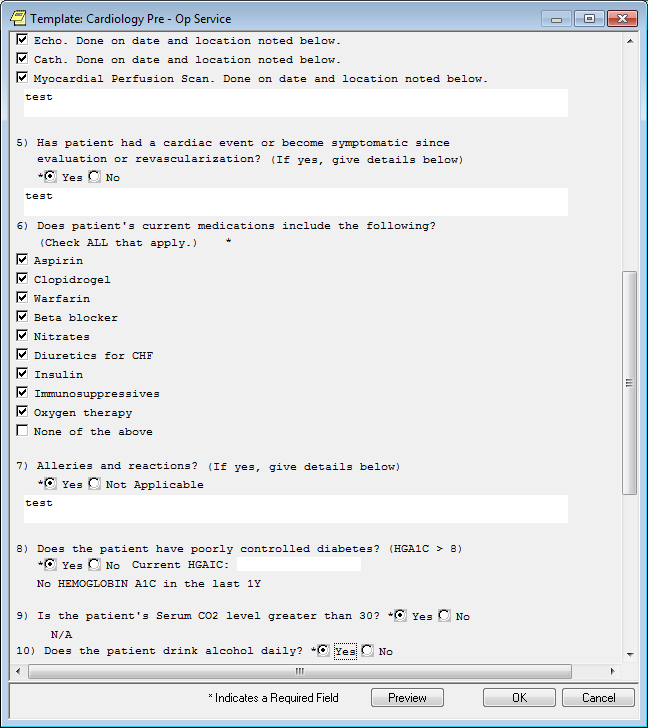 Template: Cardiology Pre - Op Service
Echo. Done on date and location noted below.
Cath. Done on date and location noted below.
Myocardial Perfusion Scan. Done on date and location noted below.
test
5) Has patient had a cardiac event or become symptomatic since
evaluation or revascularization? (If yes, give details below)
* Yes No
test
6) Does patient's current medications include the following?
(Check ALL that apply.) *
Aspirin
Clopidrogel
Warfarin
Beta blocker
Nitrates
Diuretics for CHF
Insulin
Immunosuppressives
Oxygen therapy
None of the above
7) Alleries and reactions? (If yes, give details below)
* Yes Not Applicable
test
8) Does the patient have poorly controlled diabetes? (HGA1C > 8)
* Yes No Current HGAIC:
No HEMOGLOBIN A1C in the last 1Y
9) Is the patient's Serum CO2 level greater than 30? * Yes No
N/A
10) Does the patient drink alcohol daily? * Yes No
* Indicates a Required Field Preview OK Cancel